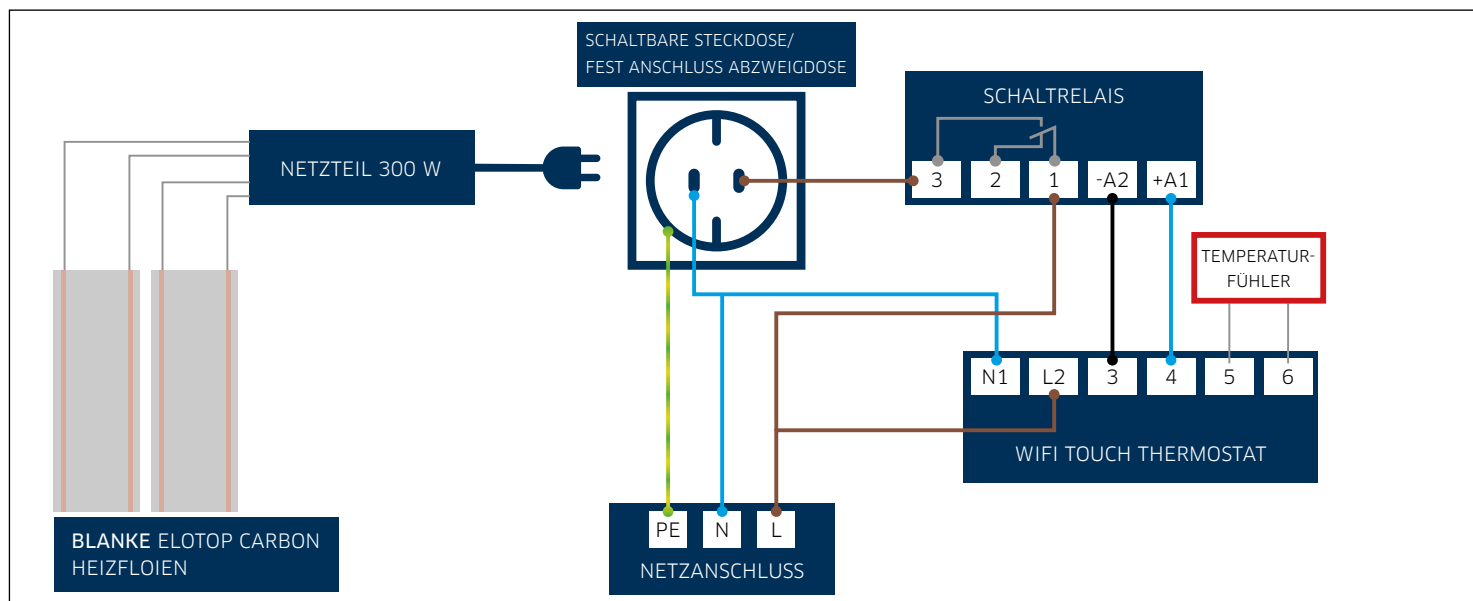 SCHALTBARE STECKDOSE/
FEST ANSCHLUSS ABZWEIGDOSE
SCHALTRELAIS
NETZTEIL 300 W
3 2 1 -A2 +A1
TEMPERATUR-
FÜHLER
N1 L2 3 4 5 6
WIFI TOUCH THERMOSTAT
PE N L
NETZANSCHLUSS
BLANKE ELOTOP CARBON
HEIZFLOIEN